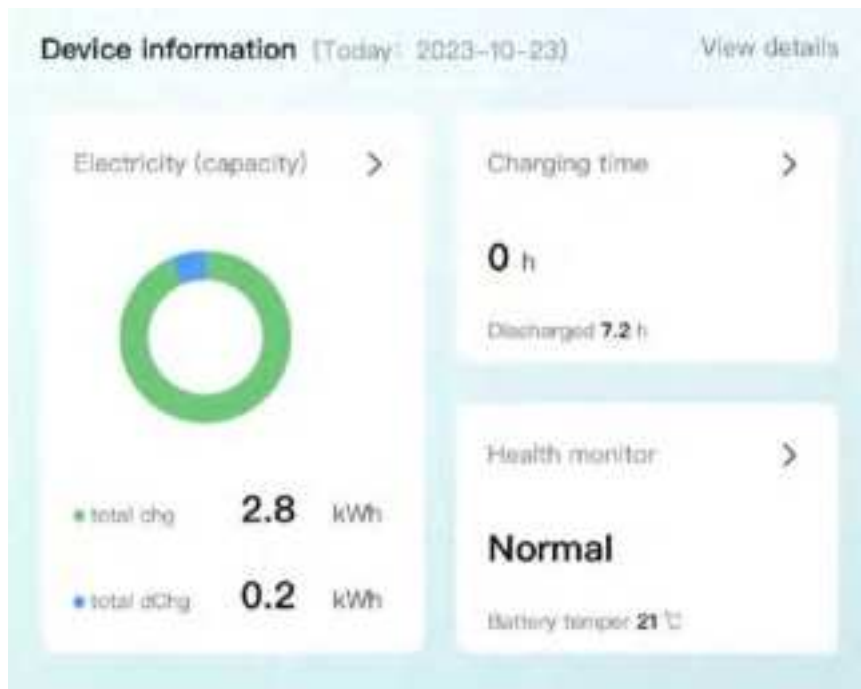 Device information (Today: 2023-10-23) View details
Electricity (capacity)
total chg 2.8 kWh
total dChg 0.2 kWh
Charging time
0 h
Discharged 7.2 h
Health monitor
Normal
Battery temper 21 ℃